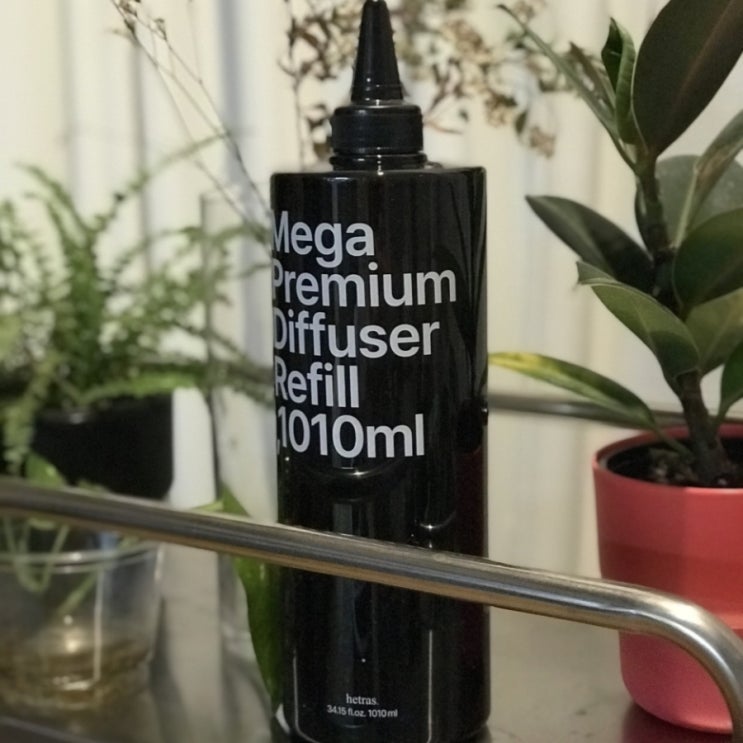 Mega
Premium
Diffuser
Refill
,1010ml
hetras.
34.15 fl.oz. 1010ml